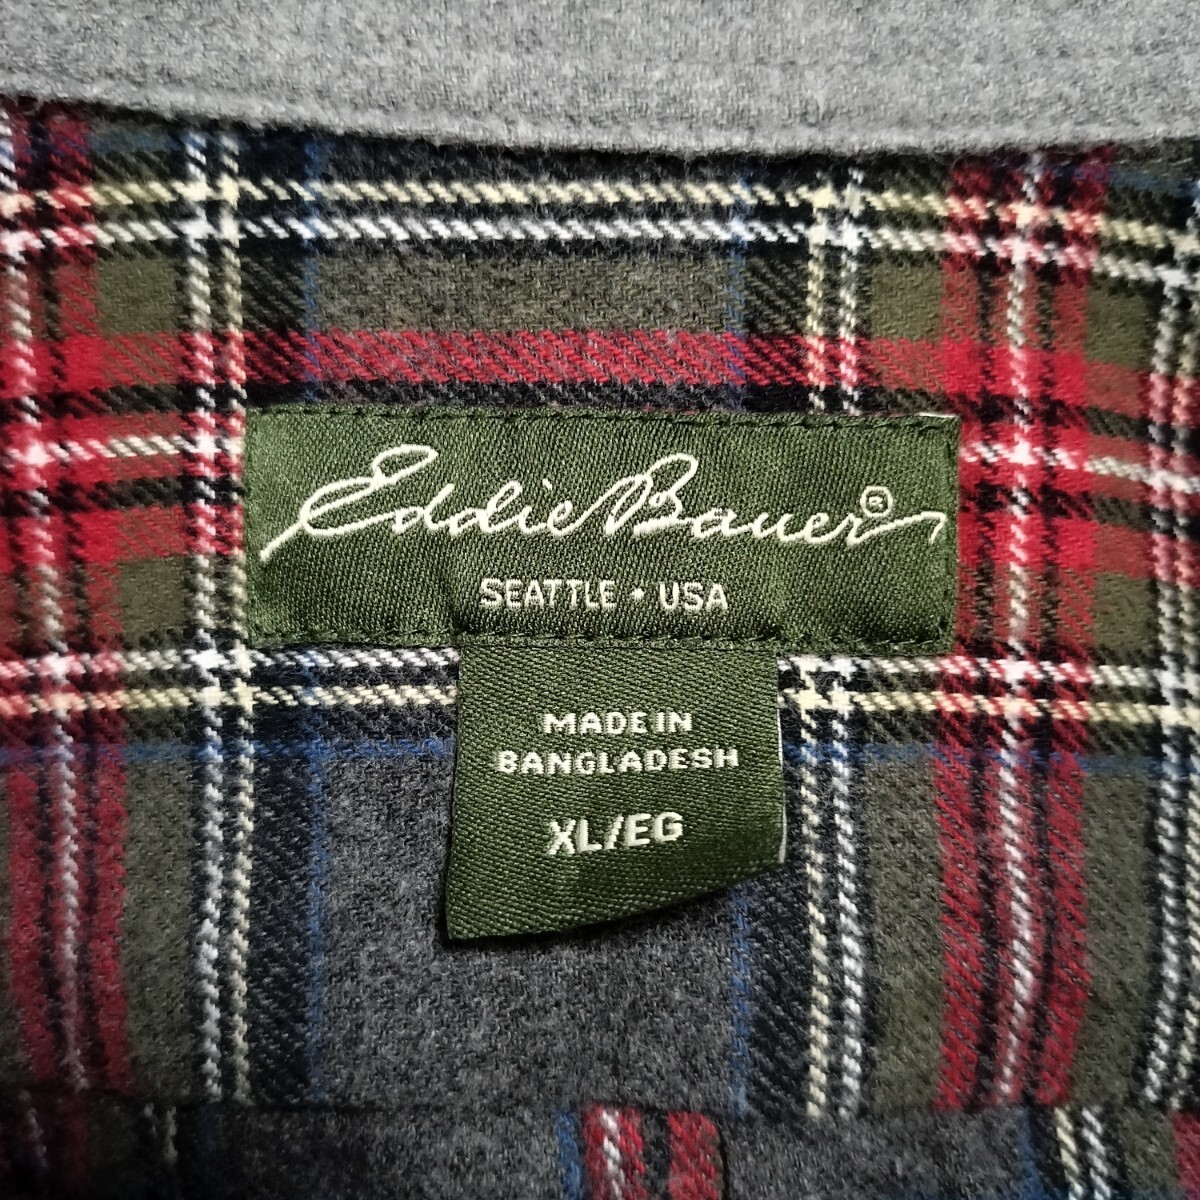 Eddie Bauer®
SEATTLE • USA
MADE IN
BANGLADESH
XL/EG